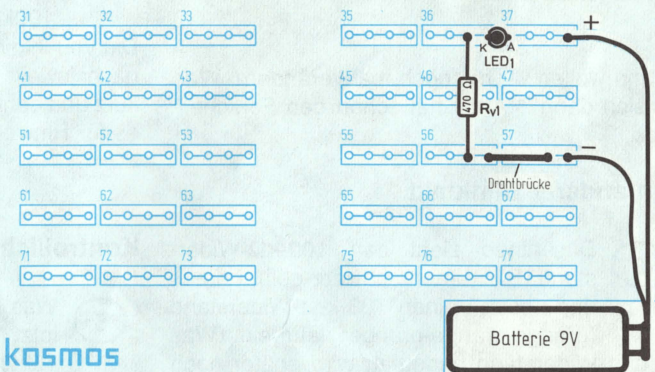 31 32 33 35 36 37 +
K A
LED1
41 42 43 45 46 47
470 Ω Rv1
51 52 53 55 56 57 −
Drahtbrücke
61 62 63 65 66 67
71 72 73 75 76 77
Batterie 9V
kosmos